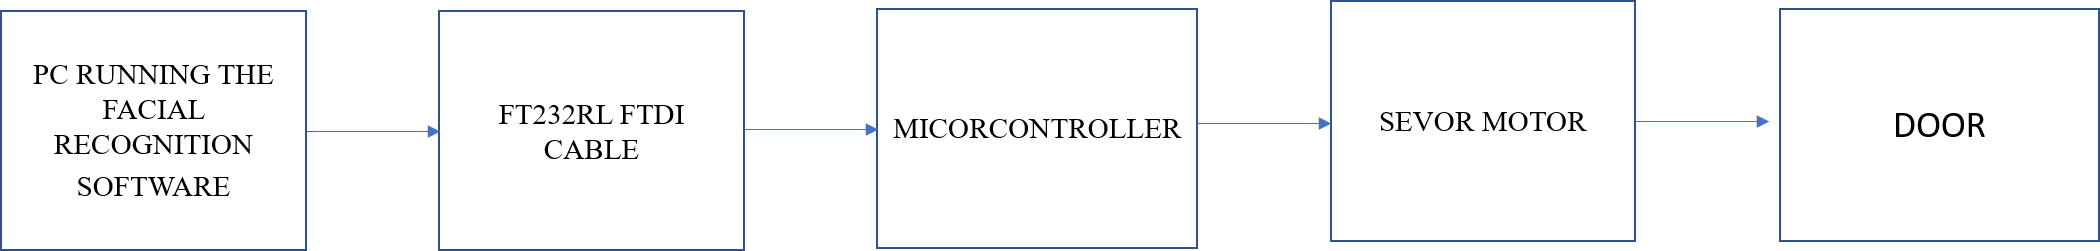 PC RUNNING THE
FACIAL
RECOGNITION
SOFTWARE
FT232RL FTDI
CABLE
MICORCONTROLLER
SEVOR MOTOR
DOOR